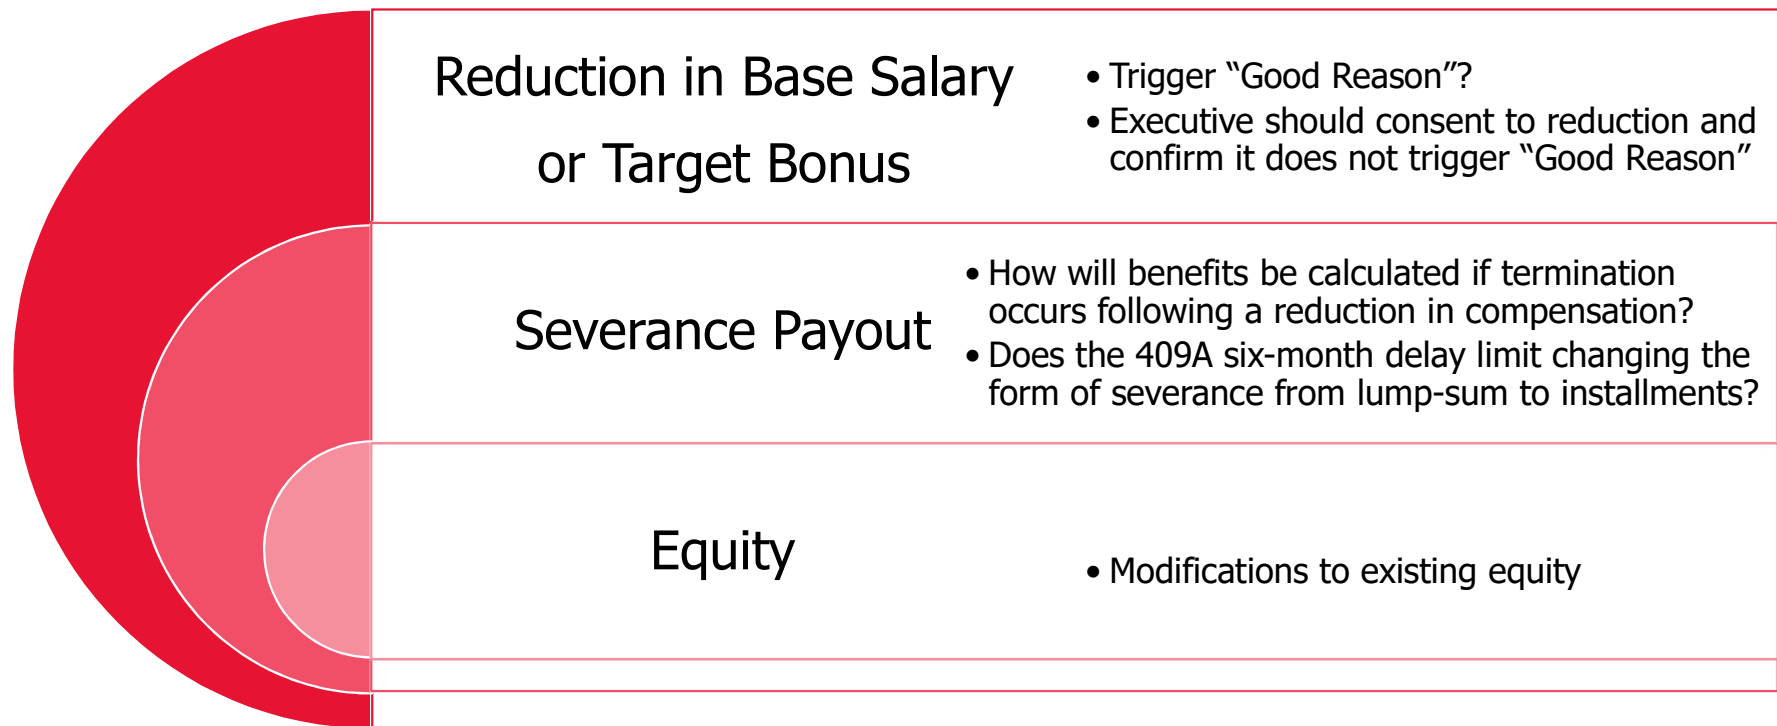 Reduction in Base Salary
or Target Bonus
• Trigger “Good Reason”?
• Executive should consent to reduction and
confirm it does not trigger “Good Reason”
Severance Payout
• How will benefits be calculated if termination
occurs following a reduction in compensation?
• Does the 409A six-month delay limit changing the
form of severance from lump-sum to installments?
Equity
• Modifications to existing equity